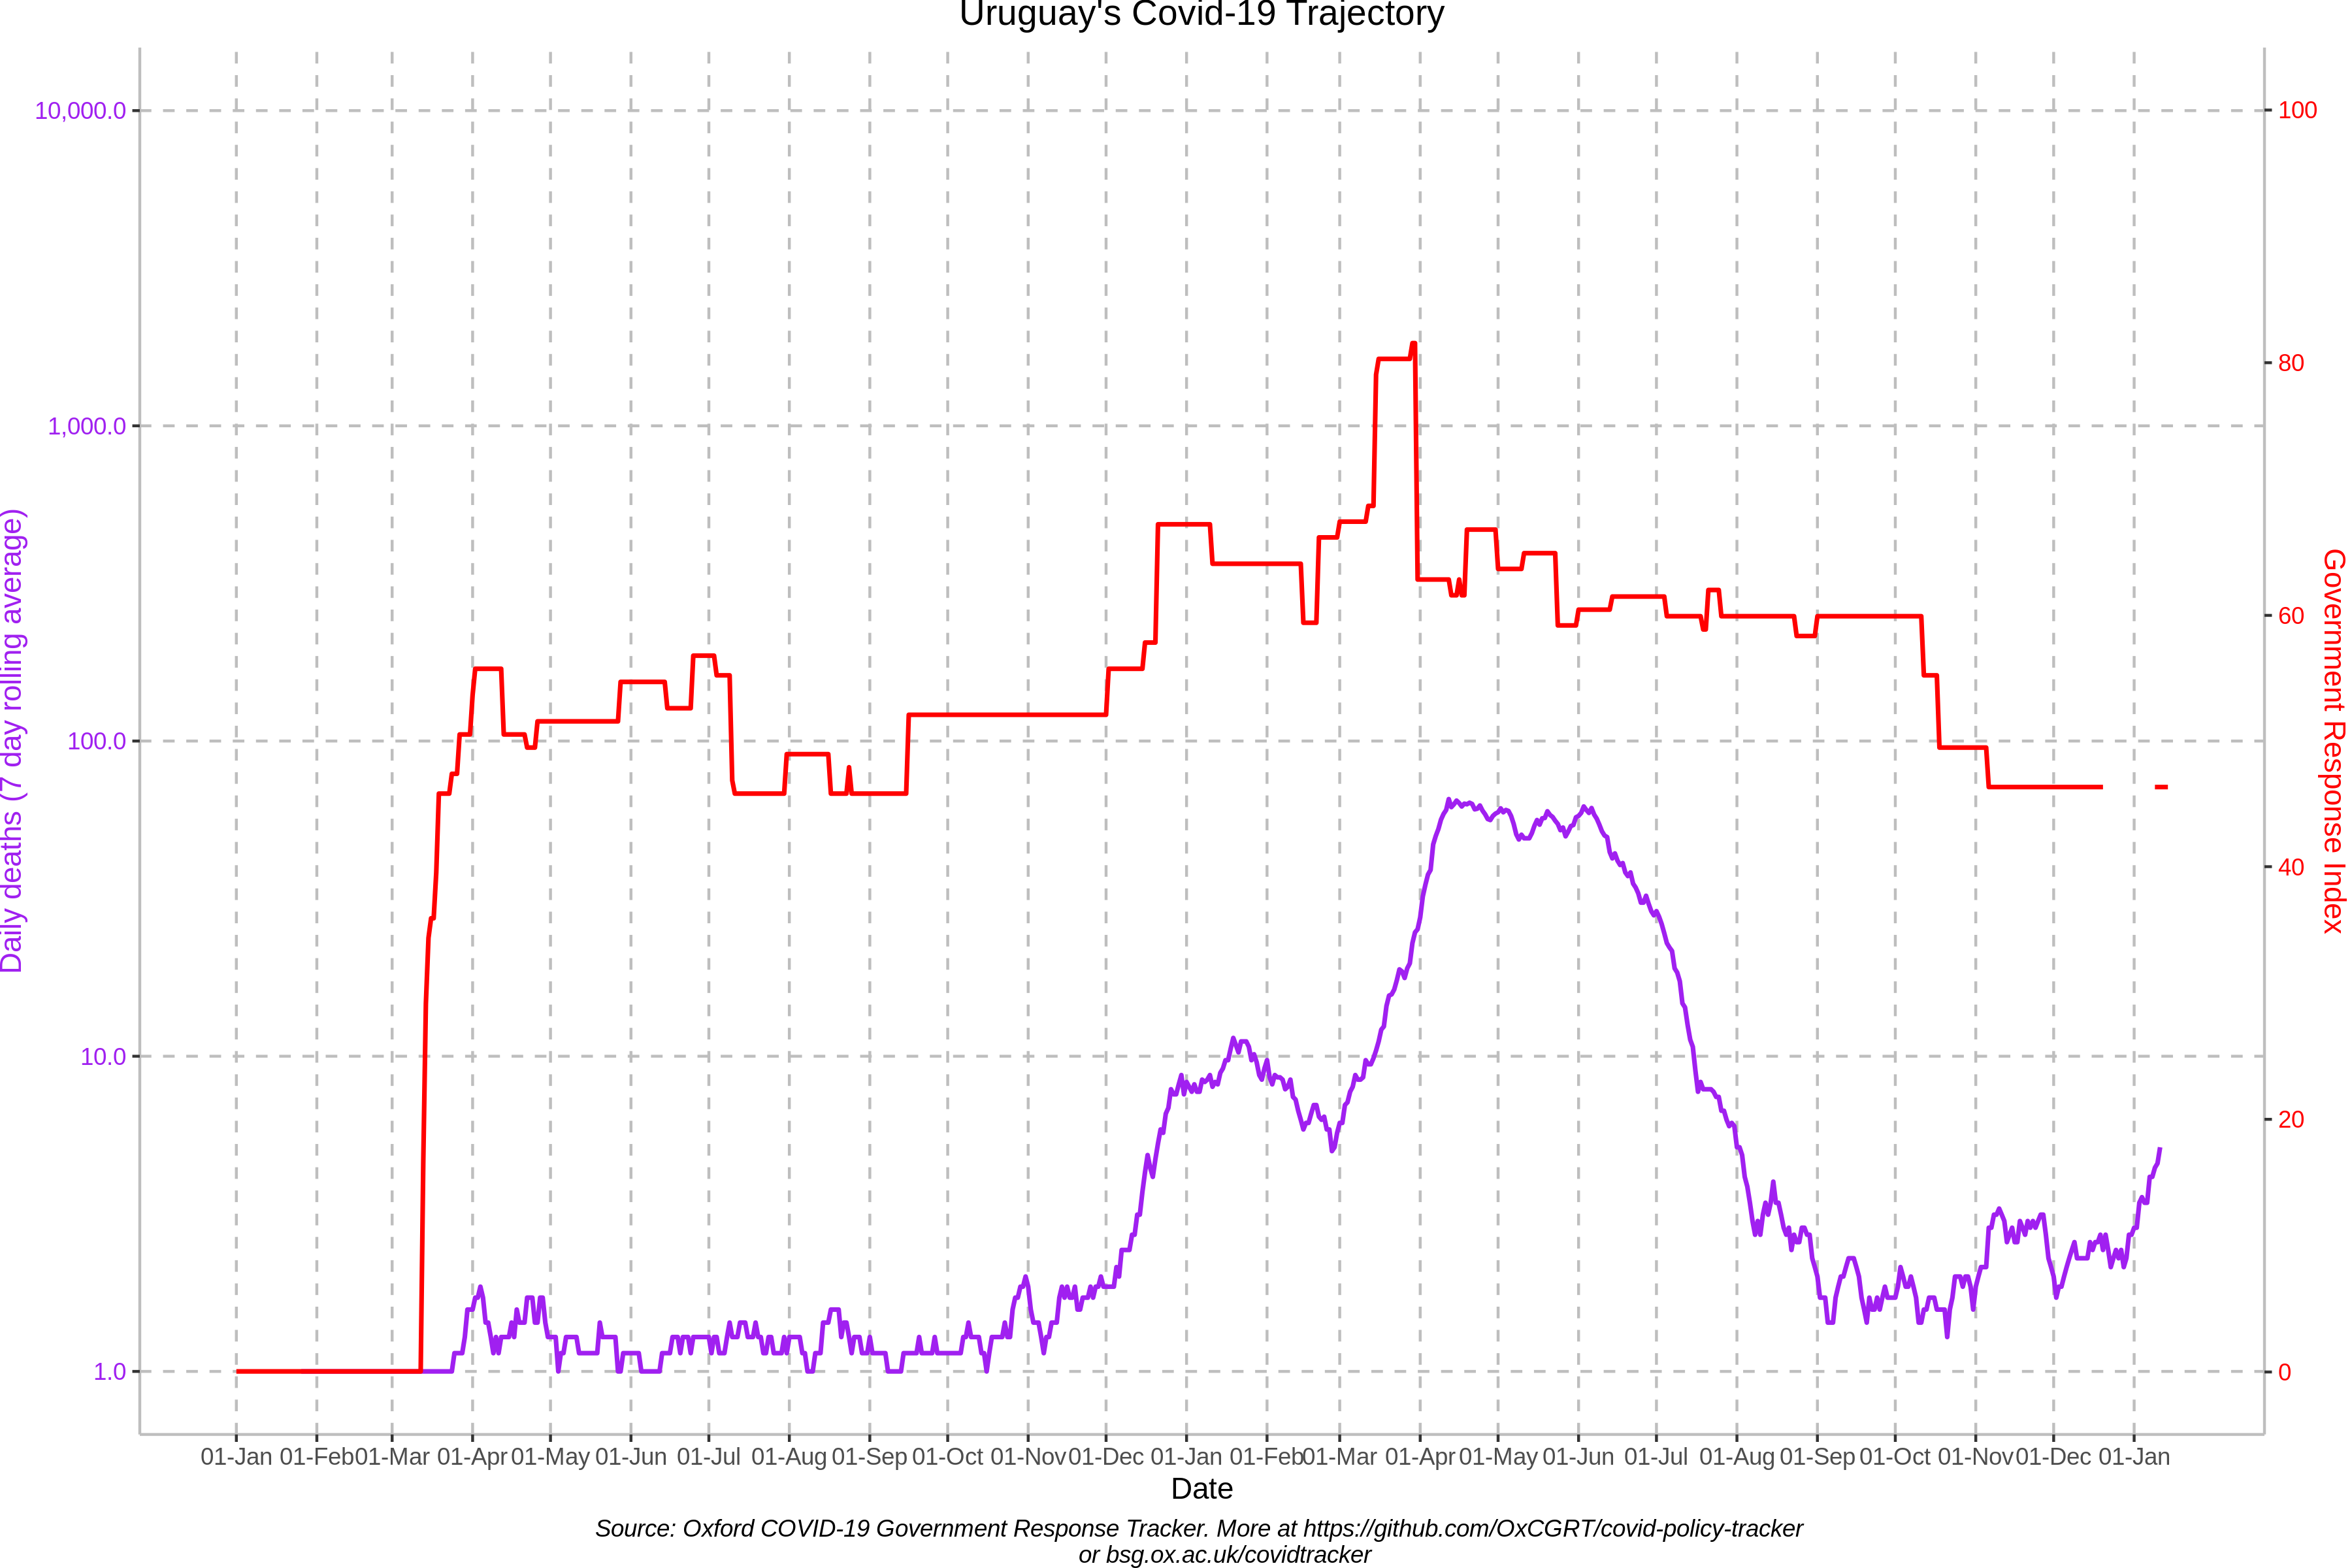 Uruguay's Covid-19 Trajectory
10,000.0
1,000.0
100.0
10.0
1.0
Daily deaths (7 day rolling average)
100
80
60
40
20
0
Government Response Index
01-Jan 01-Feb 01-Mar 01-Apr 01-May 01-Jun 01-Jul 01-Aug 01-Sep 01-Oct 01-Nov 01-Dec 01-Jan 01-Feb 01-Mar 01-Apr 01-May 01-Jun 01-Jul 01-Aug 01-Sep 01-Oct 01-Nov 01-Dec 01-Jan
Date
Source: Oxford COVID-19 Government Response Tracker. More at https://github.com/OxCGRT/covid-policy-tracker
or bsg.ox.ac.uk/covidtracker